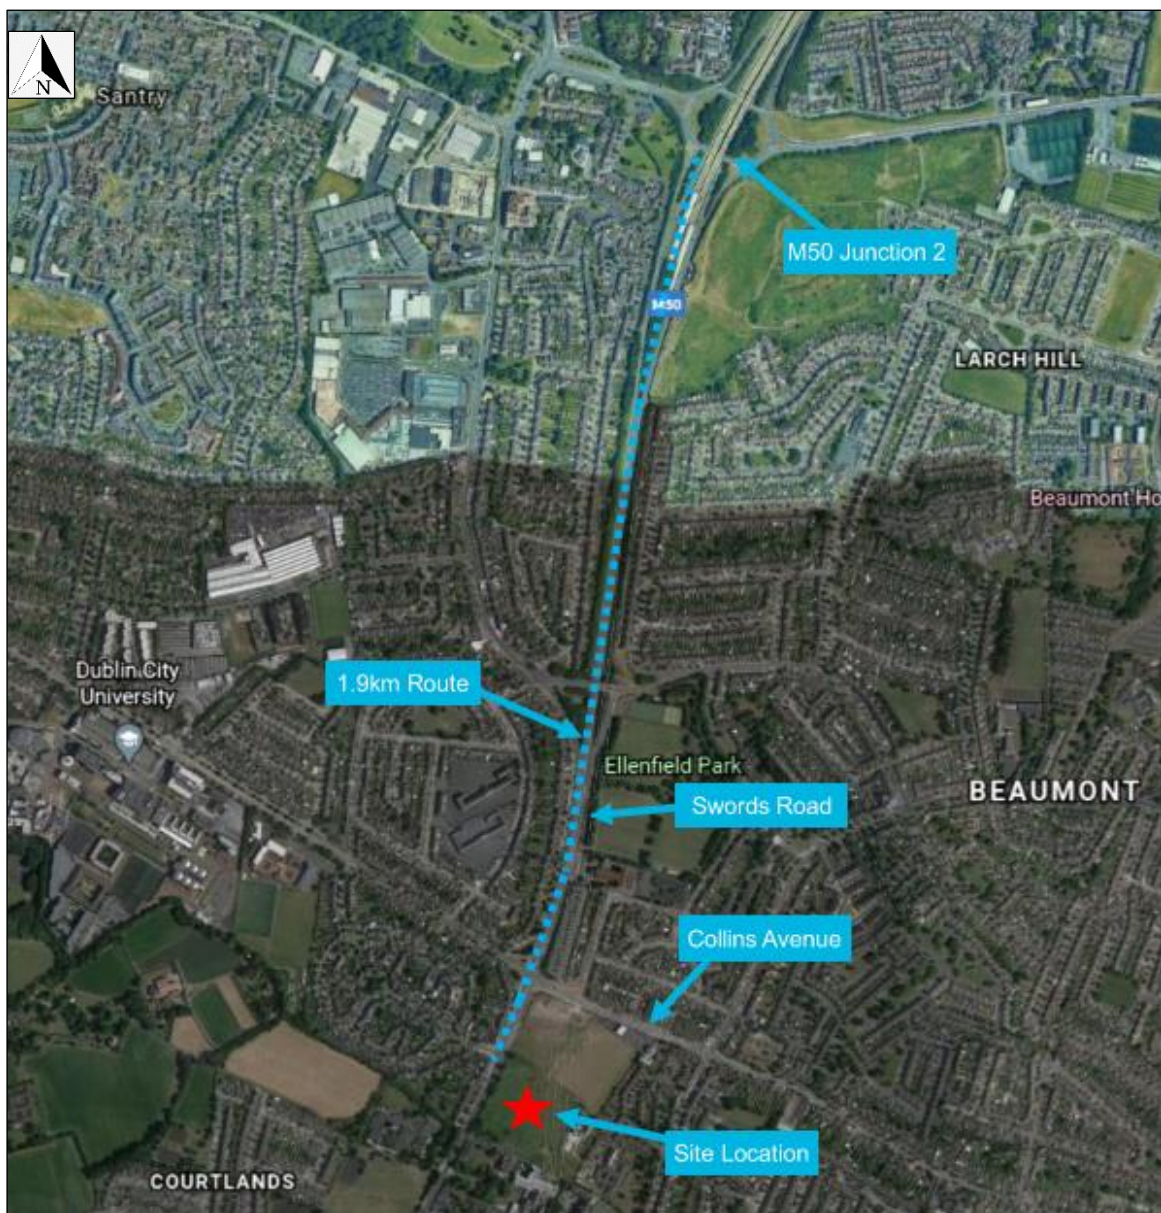 N
Santry
M50 Junction 2
M50
LARCH HILL
Beaumont Ho
Dublin City
University
1.9km Route
Ellenfield Park
BEAUMONT
Swords Road
Collins Avenue
Site Location
COURTLANDS